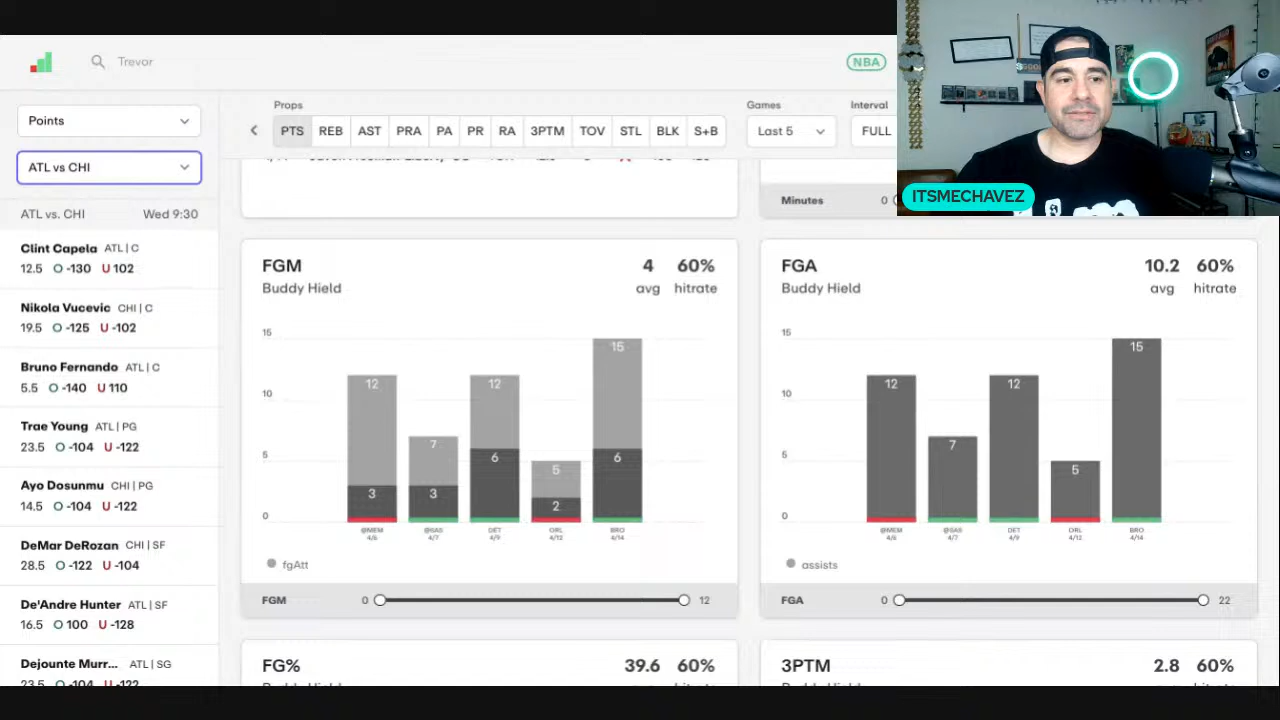 Trevor
NBA
Props
Games
Interval
Points
PTS REB AST PRA PA PR RA 3PTM TOV STL BLK S+B
Last 5
FULL
ATL vs CHI
ITSMECHAVEZ
ATL vs. CHI Wed 9:30
Minutes 0
Clint Capela ATL | C
12.5 O -130 U 102
Nikola Vucevic CHI | C
19.5 O -125 U -102
Bruno Fernando ATL | C
5.5 O -140 U 110
Trae Young ATL | PG
23.5 O -104 U -122
Ayo Dosunmu CHI | PG
14.5 O -104 U -122
DeMar DeRozan CHI | SF
28.5 O -122 U -104
De'Andre Hunter ATL | SF
16.5 O 100 U -128
Dejounte Murr... ATL | SG
23.5 O -104 U -122
FGM 4 60%
Buddy Hield avg hitrate
15
10
5
0
12 7 12 5 15
3 3 6 2 6
@MEM @SAS DET ORL BRO
4/6 4/7 4/9 4/12 4/14
fgAtt
FGM 0 12
FGA 10.2 60%
Buddy Hield avg hitrate
15
10
5
0
12 7 12 5 15
@MEM @SAS DET ORL BRO
4/6 4/7 4/9 4/12 4/14
assists
FGA 0 22
FG% 39.6 60%
3PTM 2.8 60%